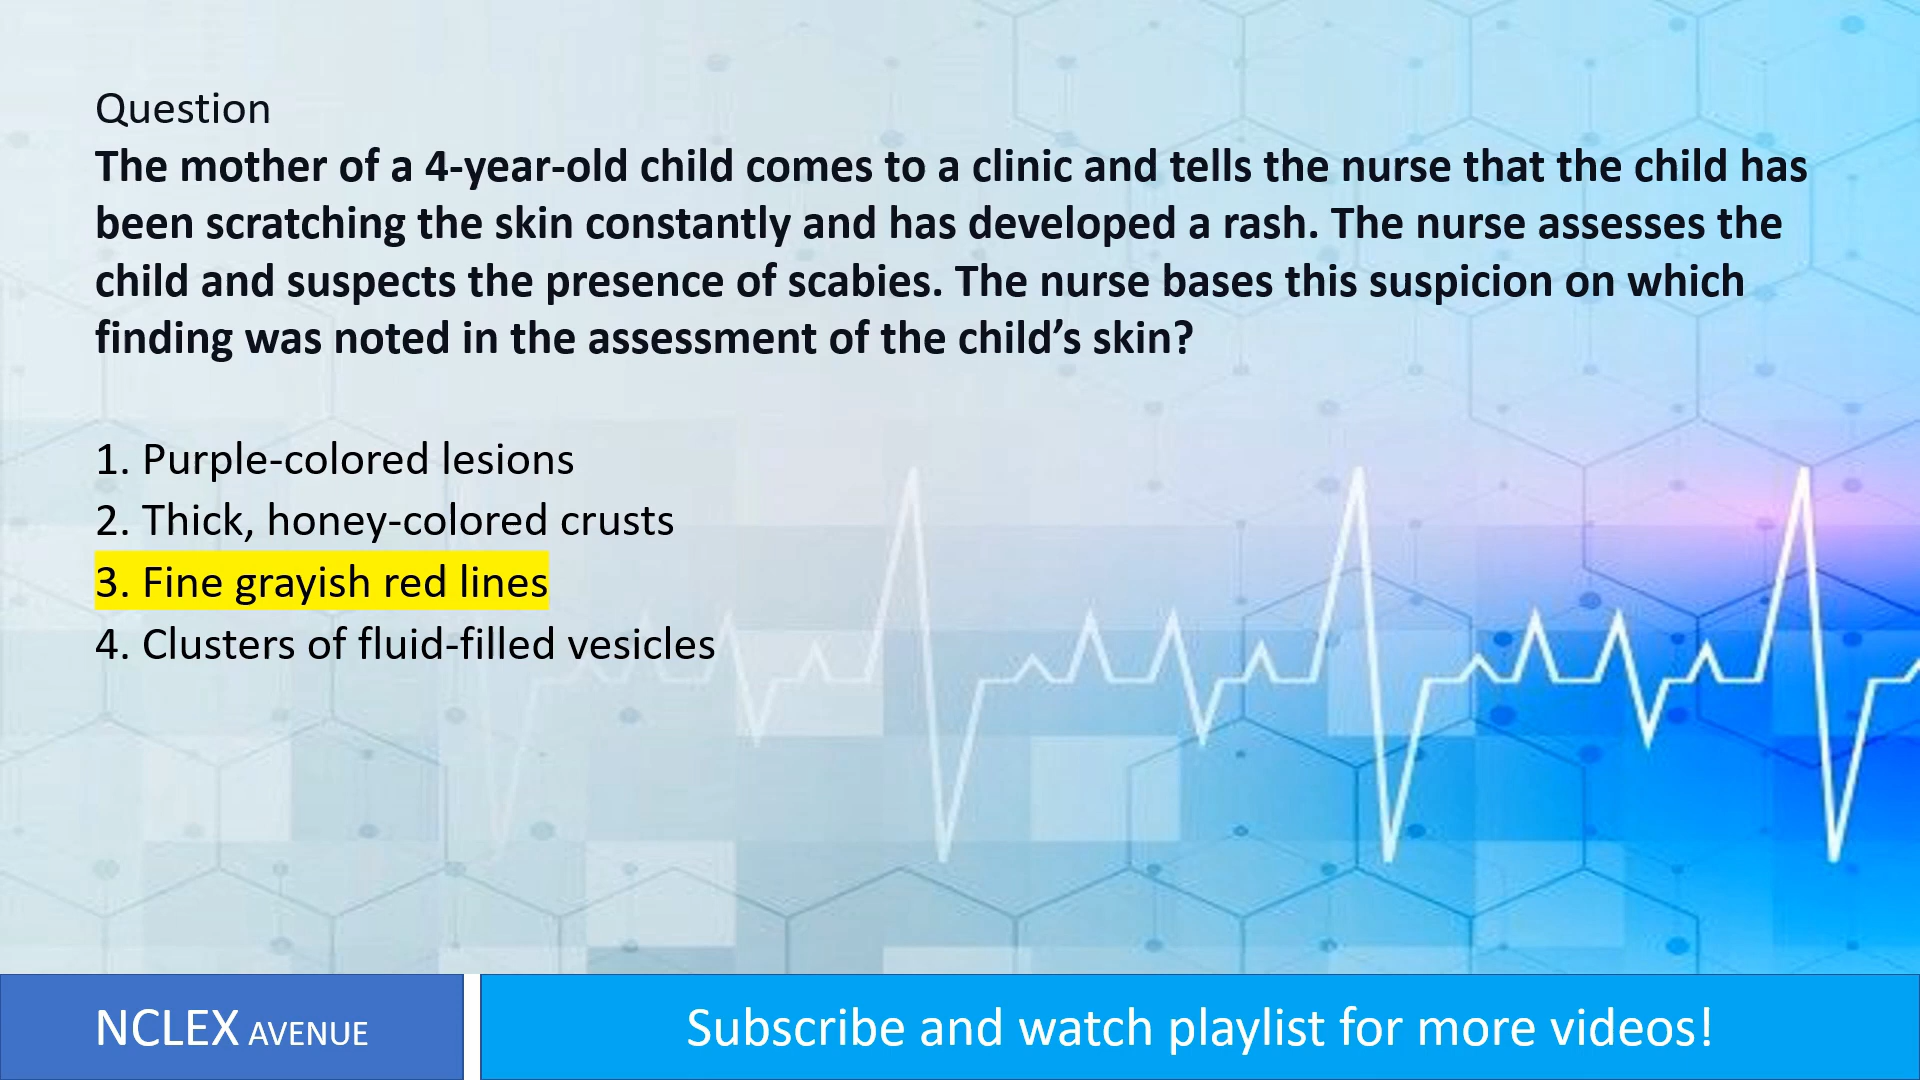 Question
The mother of a 4-year-old child comes to a clinic and tells the nurse that the child has
been scratching the skin constantly and has developed a rash. The nurse assesses the
child and suspects the presence of scabies. The nurse bases this suspicion on which
finding was noted in the assessment of the child’s skin?
1. Purple-colored lesions
2. Thick, honey-colored crusts
3. Fine grayish red lines
4. Clusters of fluid-filled vesicles
NCLEX AVENUE
Subscribe and watch playlist for more videos!